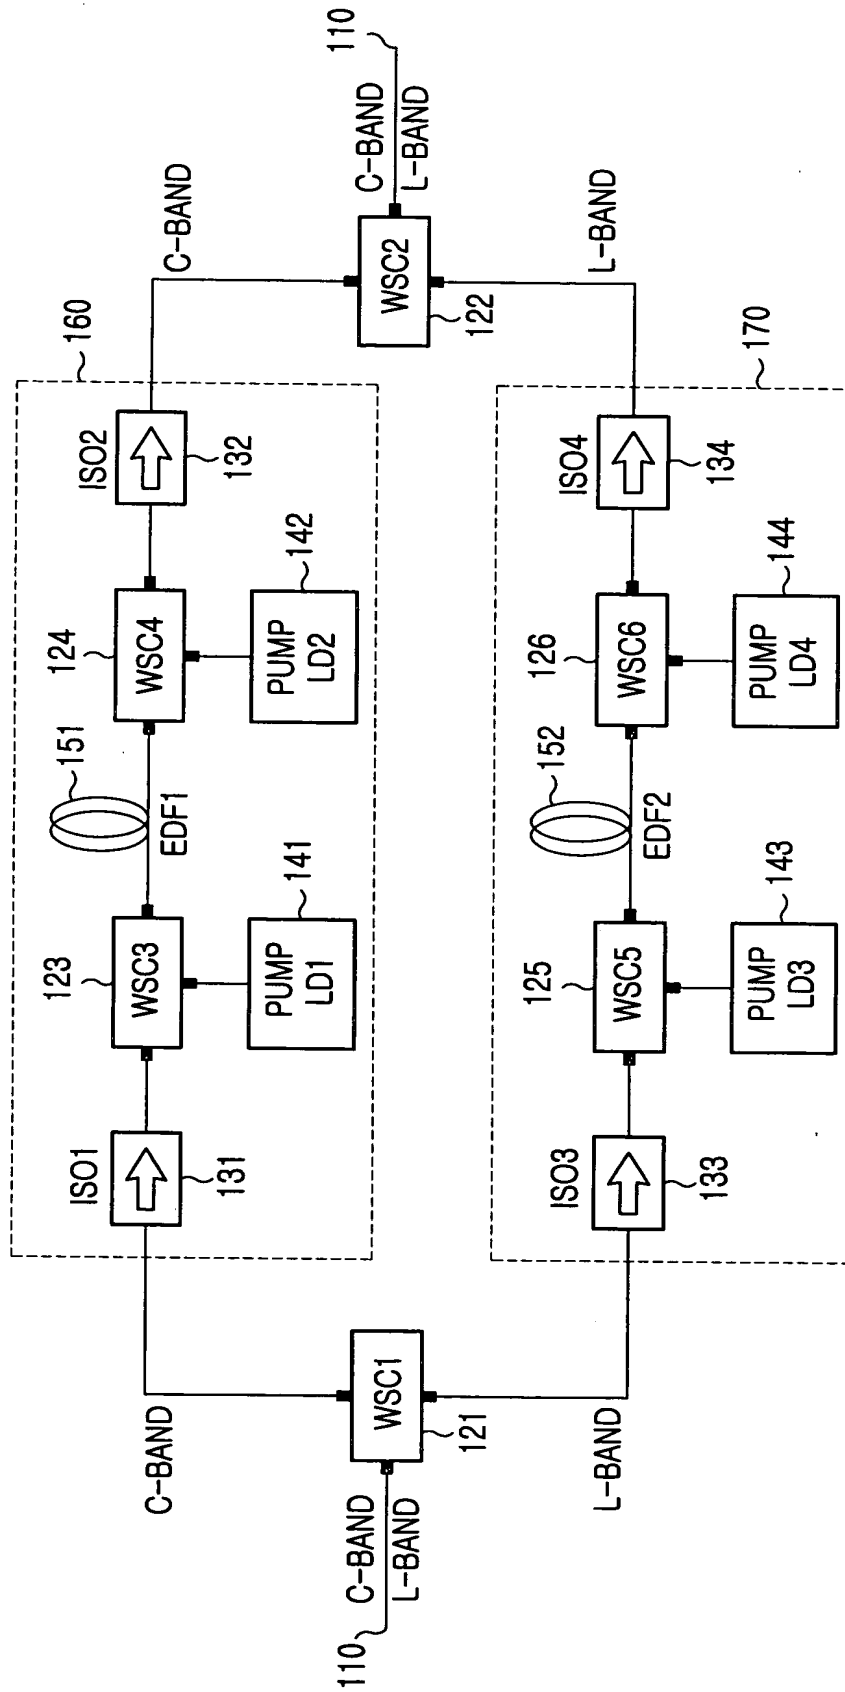 160
ISO1
131
123
WSC3
PUMP
LD1
141
151
EDF1
124
WSC4
PUMP
LD2
142
ISO2
132
C-BAND
C-BAND
110
C-BAND
L-BAND
WSC1
121
WSC2
122
C-BAND
L-BAND
110
L-BAND
L-BAND
170
ISO3
133
125
WSC5
PUMP
LD3
143
152
EDF2
126
WSC6
PUMP
LD4
144
ISO4
134